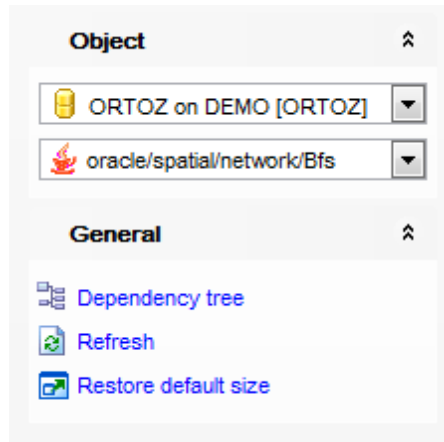 Object
ORTOZ on DEMO [ORTOZ]
oracle/spatial/network/Bfs
General
Dependency tree
Refresh
Restore default size